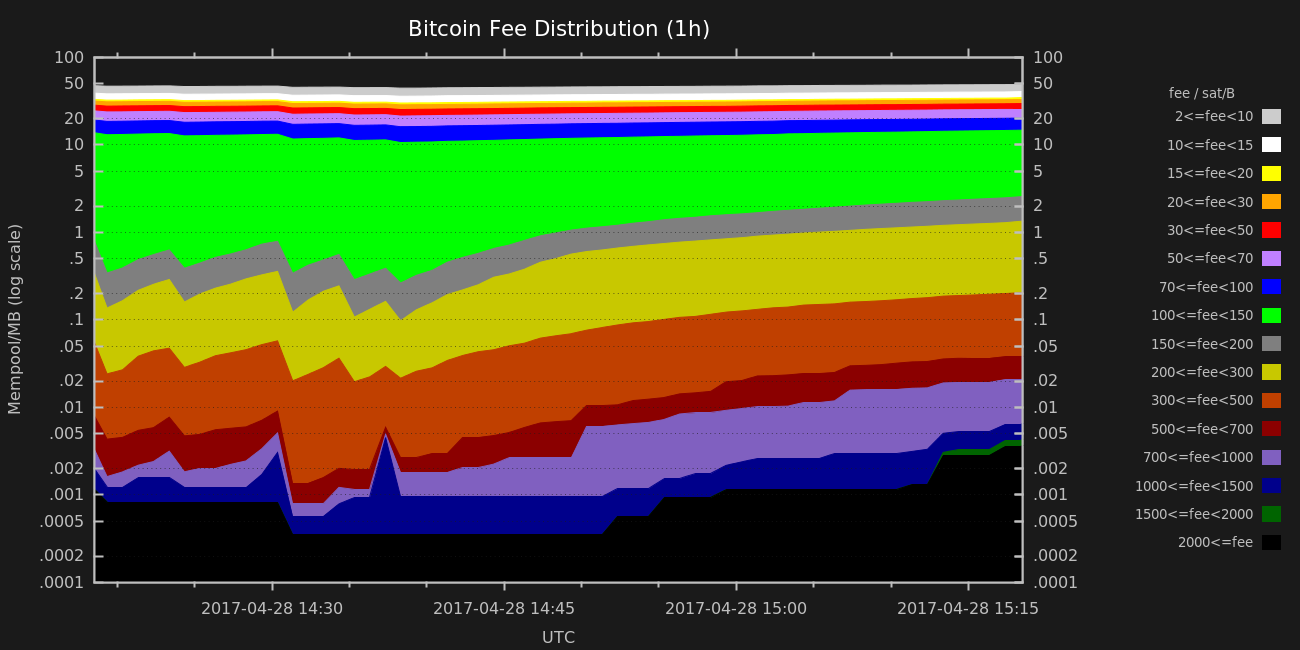 Bitcoin Fee Distribution (1h)
Mempool/MB (log scale)
100
50
20
10
5
2
1
.5
.2
.1
.05
.02
.01
.005
.002
.001
.0005
.0002
.0001
100
50
20
10
5
2
1
.5
.2
.1
.05
.02
.01
.005
.002
.001
.0005
.0002
.0001
fee / sat/B
2<=fee<10
10<=fee<15
15<=fee<20
20<=fee<30
30<=fee<50
50<=fee<70
70<=fee<100
100<=fee<150
150<=fee<200
200<=fee<300
300<=fee<500
500<=fee<700
700<=fee<1000
1000<=fee<1500
1500<=fee<2000
2000<=fee
2017-04-28 14:30 2017-04-28 14:45 2017-04-28 15:00 2017-04-28 15:15
UTC